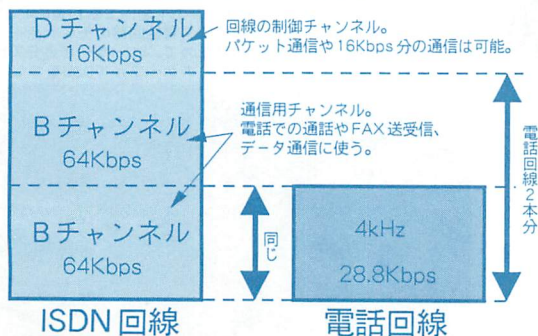 Dチャンネル
16Kbps
回線の制御チャンネル。
パケット通信や16Kbps分の通信は可能。
Bチャンネル
64Kbps
通信用チャンネル。
電話での通話やFAX送受信、
データ通信に使う。
Bチャンネル
64Kbps
同じ
4kHz
28.8Kbps
電話回線2本分
ISDN回線
電話回線